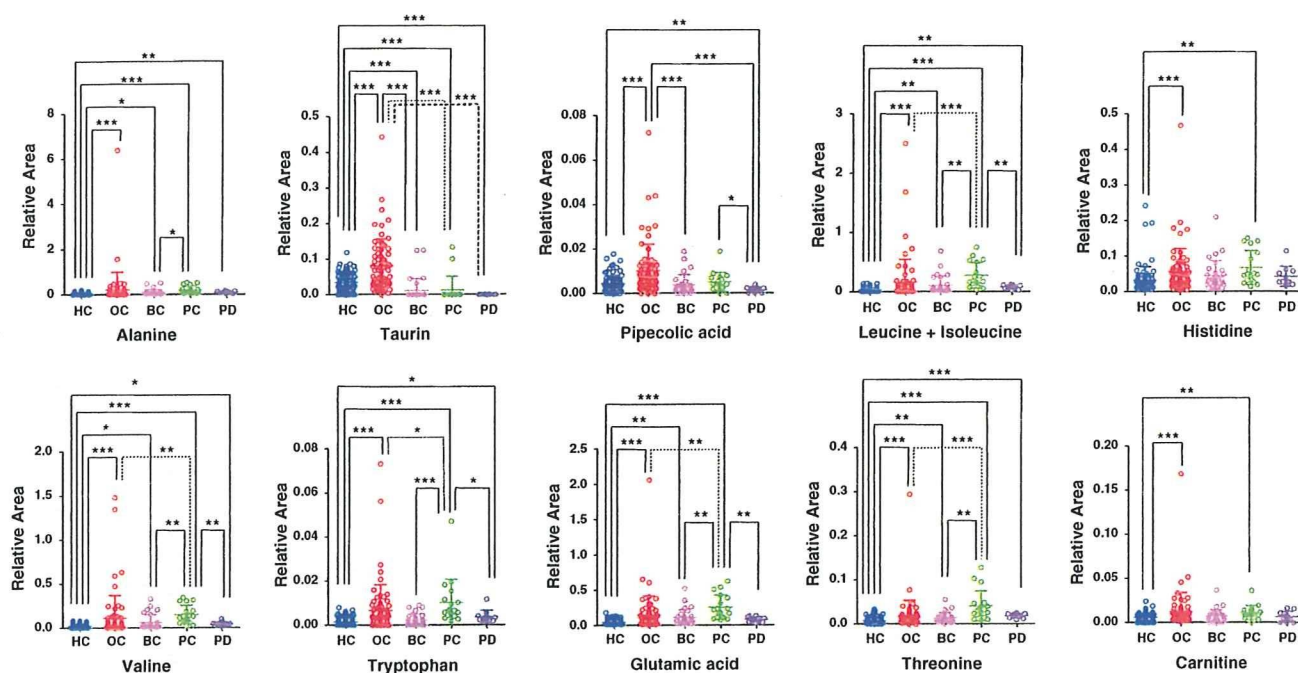 ** *** * ***
Relative Area
8
6
4
2
0
HC OC BC PC PD
Alanine
*
*** *** *** *** *** *** ***
Relative Area
0.5
0.4
0.3
0.2
0.1
0.0
HC OC BC PC PD
Taurin
** *** *** ***
Relative Area
0.08
0.06
0.04
0.02
0.00
HC OC BC PC PD
Pipecolic acid
*
** *** ** *** ***
Relative Area
3
2
1
0
HC OC BC PC PD
Leucine + Isoleucine
** **
** ***
Relative Area
0.5
0.4
0.3
0.2
0.1
0.0
HC OC BC PC PD
Histidine
* *** * *** **
Relative Area
2.0
1.5
1.0
0.5
0.0
HC OC BC PC PD
Valine
** **
* *** *** *
Relative Area
0.08
0.06
0.04
0.02
0.00
HC OC BC PC PD
Tryptophan
*** *
*** ** *** **
Relative Area
2.5
2.0
1.5
1.0
0.5
0.0
HC OC BC PC PD
Glutamic acid
** **
*** *** ** *** ***
Relative Area
0.4
0.3
0.2
0.1
0.0
HC OC BC PC PD
Threonine
**
** ***
Relative Area
0.20
0.15
0.10
0.05
0.00
HC OC BC PC PD
Carnitine